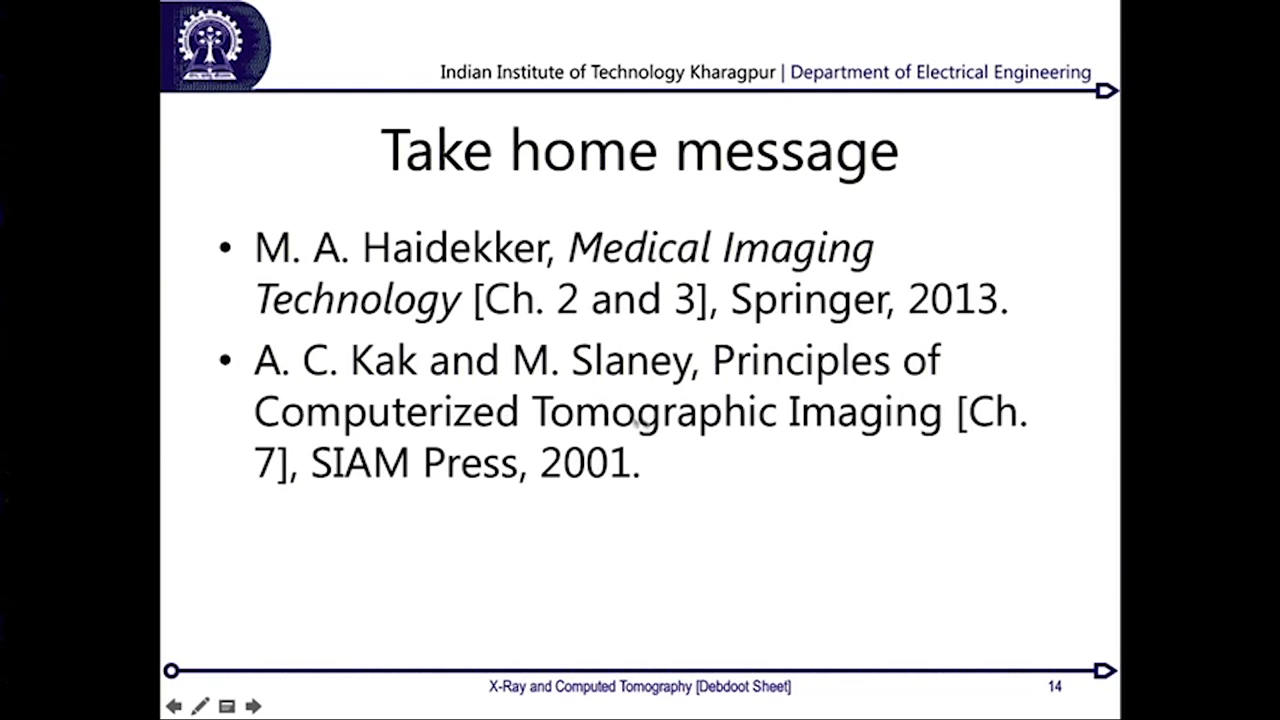 Indian Institute of Technology Kharagpur | Department of Electrical Engineering
Take home message
• M. A. Haidekker, Medical Imaging
Technology [Ch. 2 and 3], Springer, 2013.
• A. C. Kak and M. Slaney, Principles of
Computerized Tomographic Imaging [Ch.
7], SIAM Press, 2001.
X-Ray and Computed Tomography [Debdoot Sheet]
14